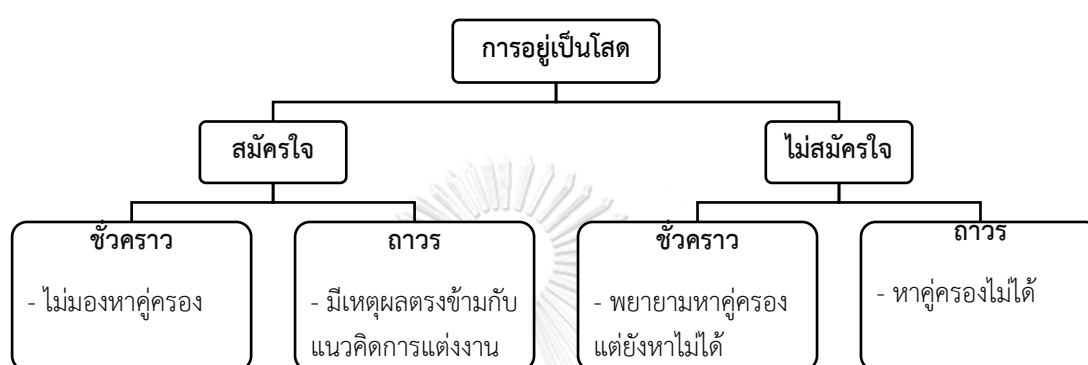 การอยู่เป็นโสด
สมัครใจ
ไม่สมัครใจ
ชั่วคราว
- ไม่มองหาคู่ครอง
ถาวร
- มีเหตุผลตรงข้ามกับ
แนวคิดการแต่งงาน
ชั่วคราว
- พยายามหาคู่ครอง
แต่ยังหาไม่ได้
ถาวร
- หาคู่ครองไม่ได้